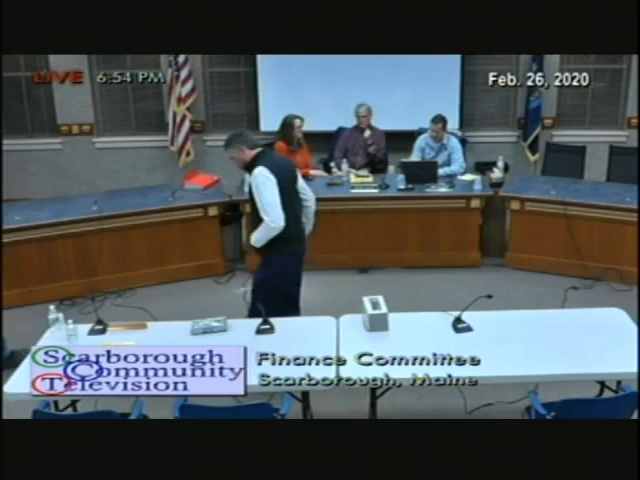 LIVE 6:54 PM
Feb. 26, 2020
Scarborough
Community
Television
Finance Committee
Scarborough, Maine